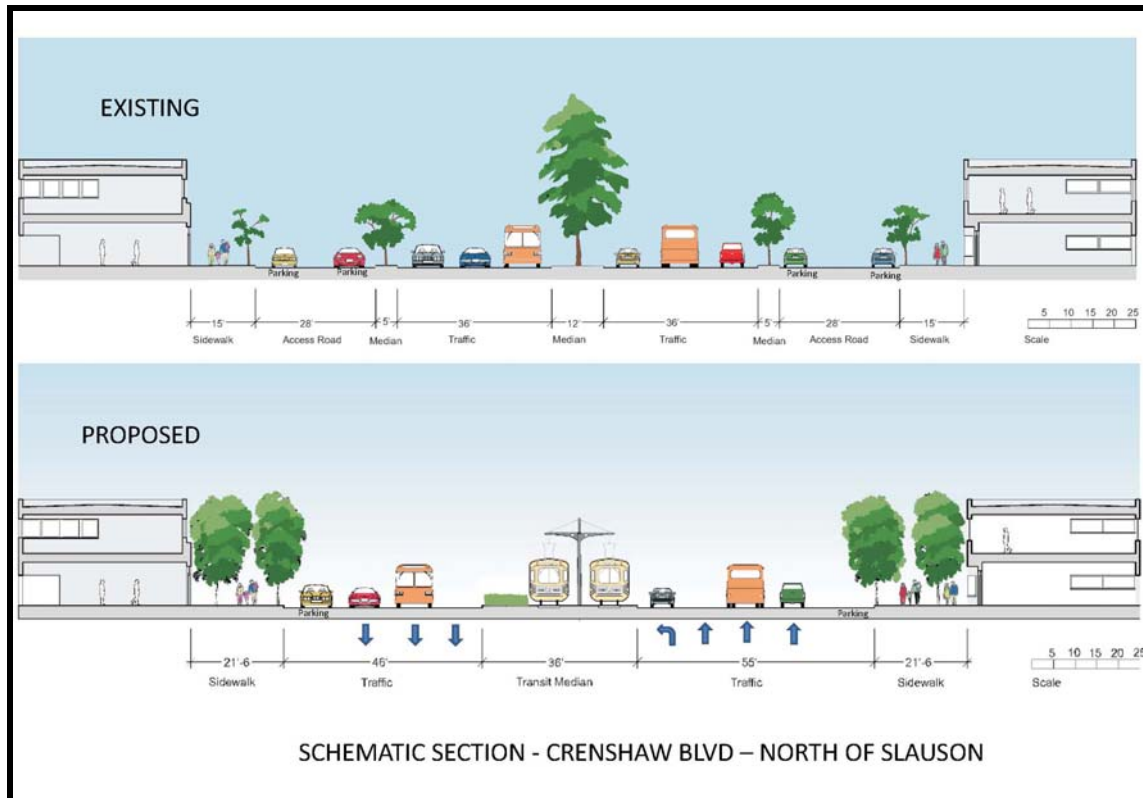 EXISTING
Parking Parking Parking Parking
15' 28' 5' 36' 12' 36' 5' 28' 15' 5 10 15 20 25
Sidewalk Access Road Median Traffic Median Traffic Median Access Road Sidewalk Scale
PROPOSED
Parking Parking
21'-6 46' 36' 55' 21'-6 5 10 15 20 25
Sidewalk Traffic Transit Median Traffic Sidewalk Scale
SCHEMATIC SECTION - CRENSHAW BLVD – NORTH OF SLAUSON